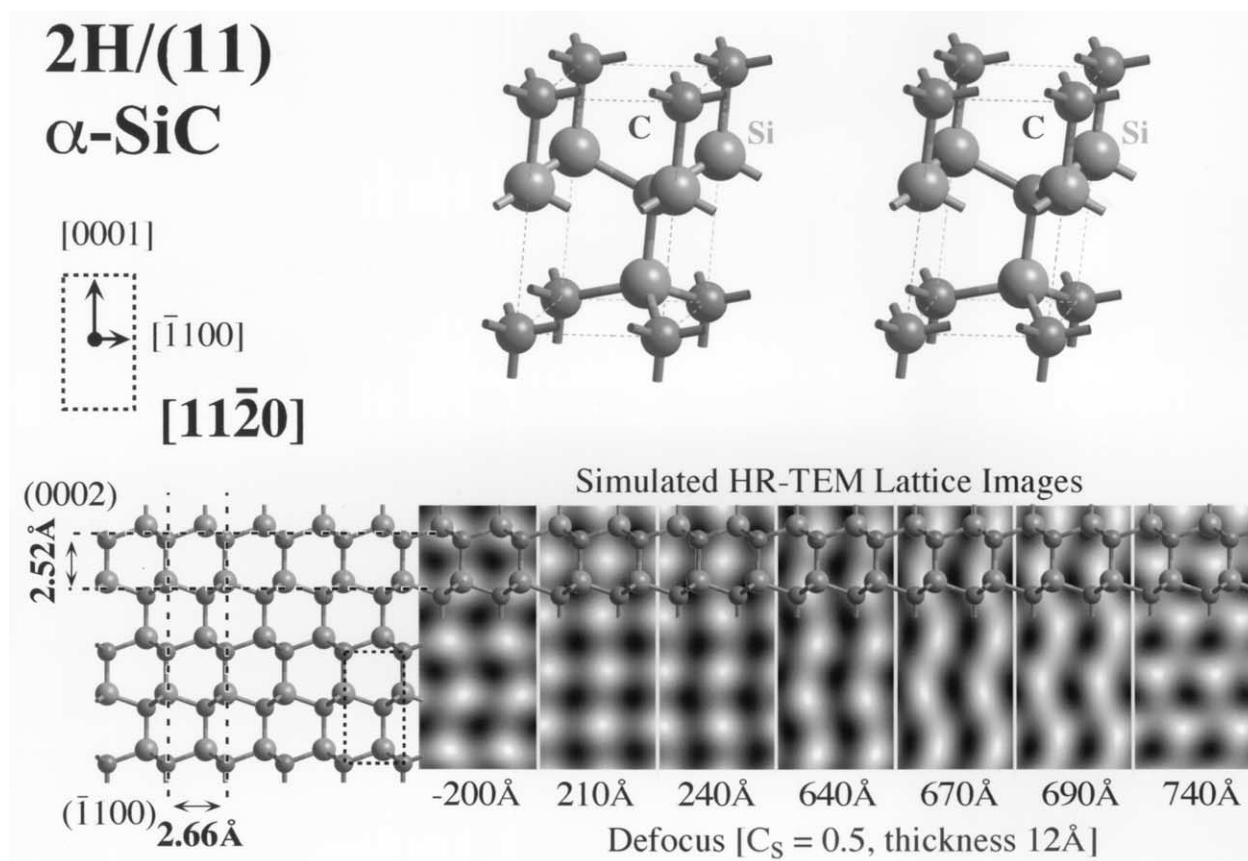 2H/(11)
α-SiC
C
Si
C
Si
[0001]
[1̄100]
[112̄0]
Simulated HR-TEM Lattice Images
(0002)
2.52Å
(1̄100)
2.66Å
-200Å 210Å 240Å 640Å 670Å 690Å 740Å
Defocus [C_S = 0.5, thickness 12Å]